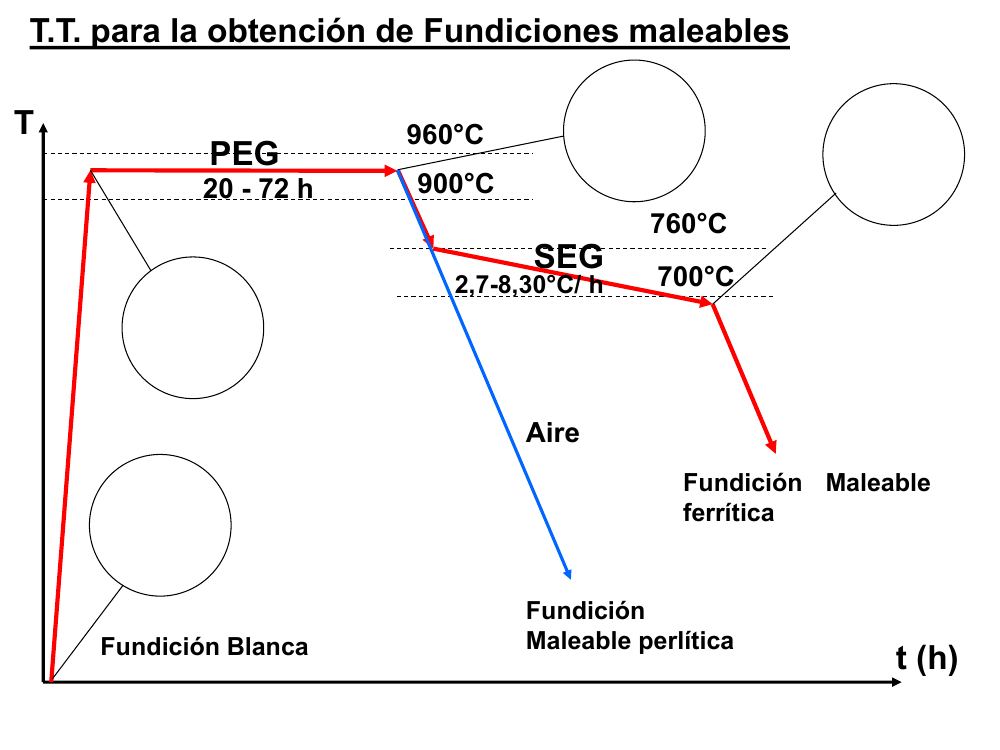 T.T. para la obtención de Fundiciones maleables
T
960°C
PEG
900°C
20 - 72 h
760°C
SEG
700°C
2,7-8,30°C/ h
Aire
Fundición Maleable
ferrítica
Fundición
Maleable perlítica
Fundición Blanca
t (h)